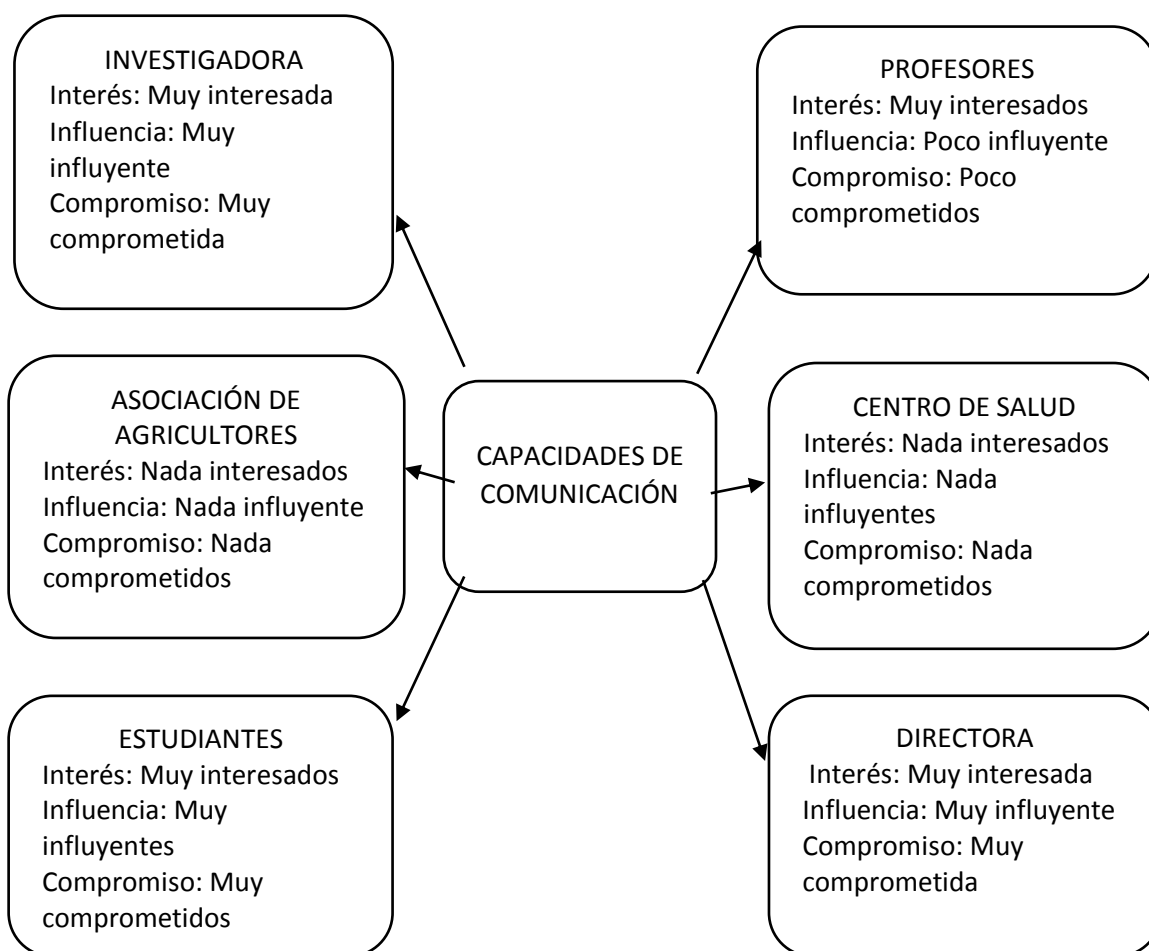 INVESTIGADORA
Interés: Muy interesada
Influencia: Muy
influyente
Compromiso: Muy
comprometida
PROFESORES
Interés: Muy interesados
Influencia: Poco influyente
Compromiso: Poco
comprometidos
ASOCIACIÓN DE
AGRICULTORES
Interés: Nada interesados
Influencia: Nada influyente
Compromiso: Nada
comprometidos
CAPACIDADES DE
COMUNICACIÓN
CENTRO DE SALUD
Interés: Nada interesados
Influencia: Nada
influyentes
Compromiso: Nada
comprometidos
ESTUDIANTES
Interés: Muy interesados
Influencia: Muy
influyentes
Compromiso: Muy
comprometidos
DIRECTORA
Interés: Muy interesada
Influencia: Muy influyente
Compromiso: Muy
comprometida